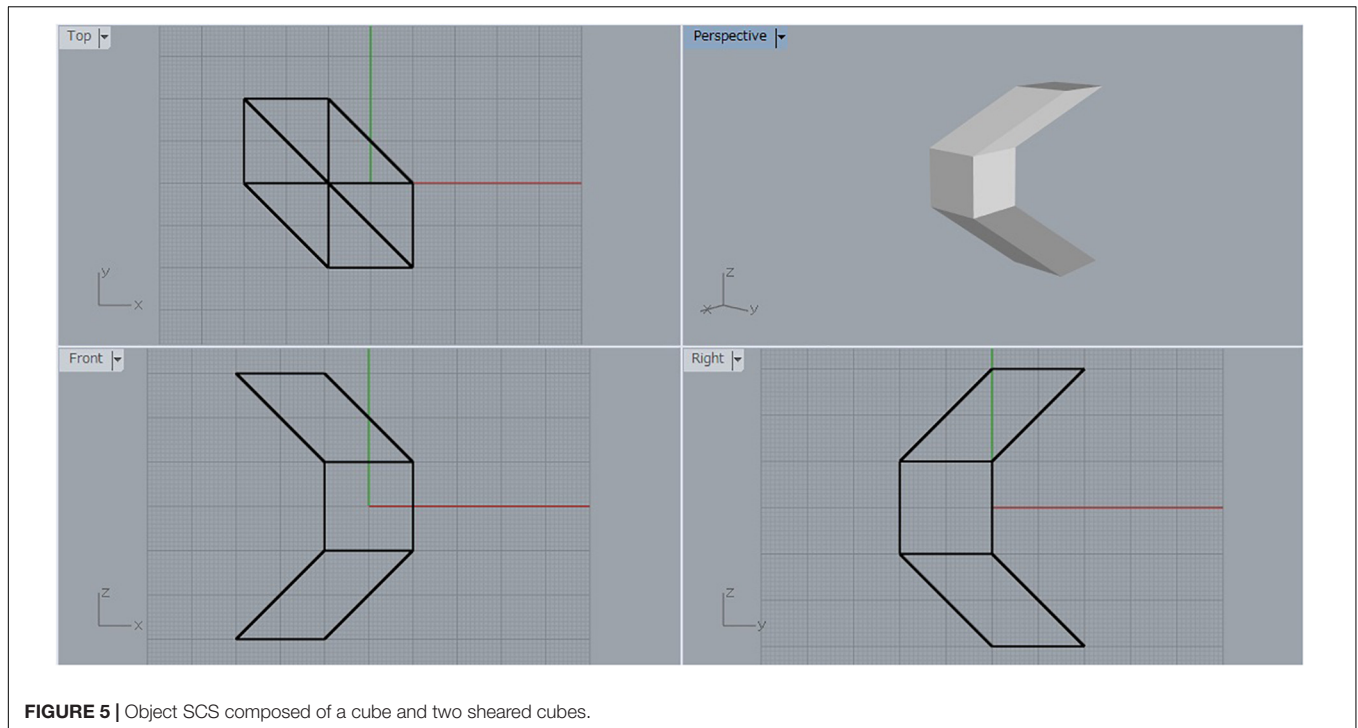 Top
y
x
Perspective
z
x
y
Front
z
x
Right
z
y
FIGURE 5 | Object SCS composed of a cube and two sheared cubes.